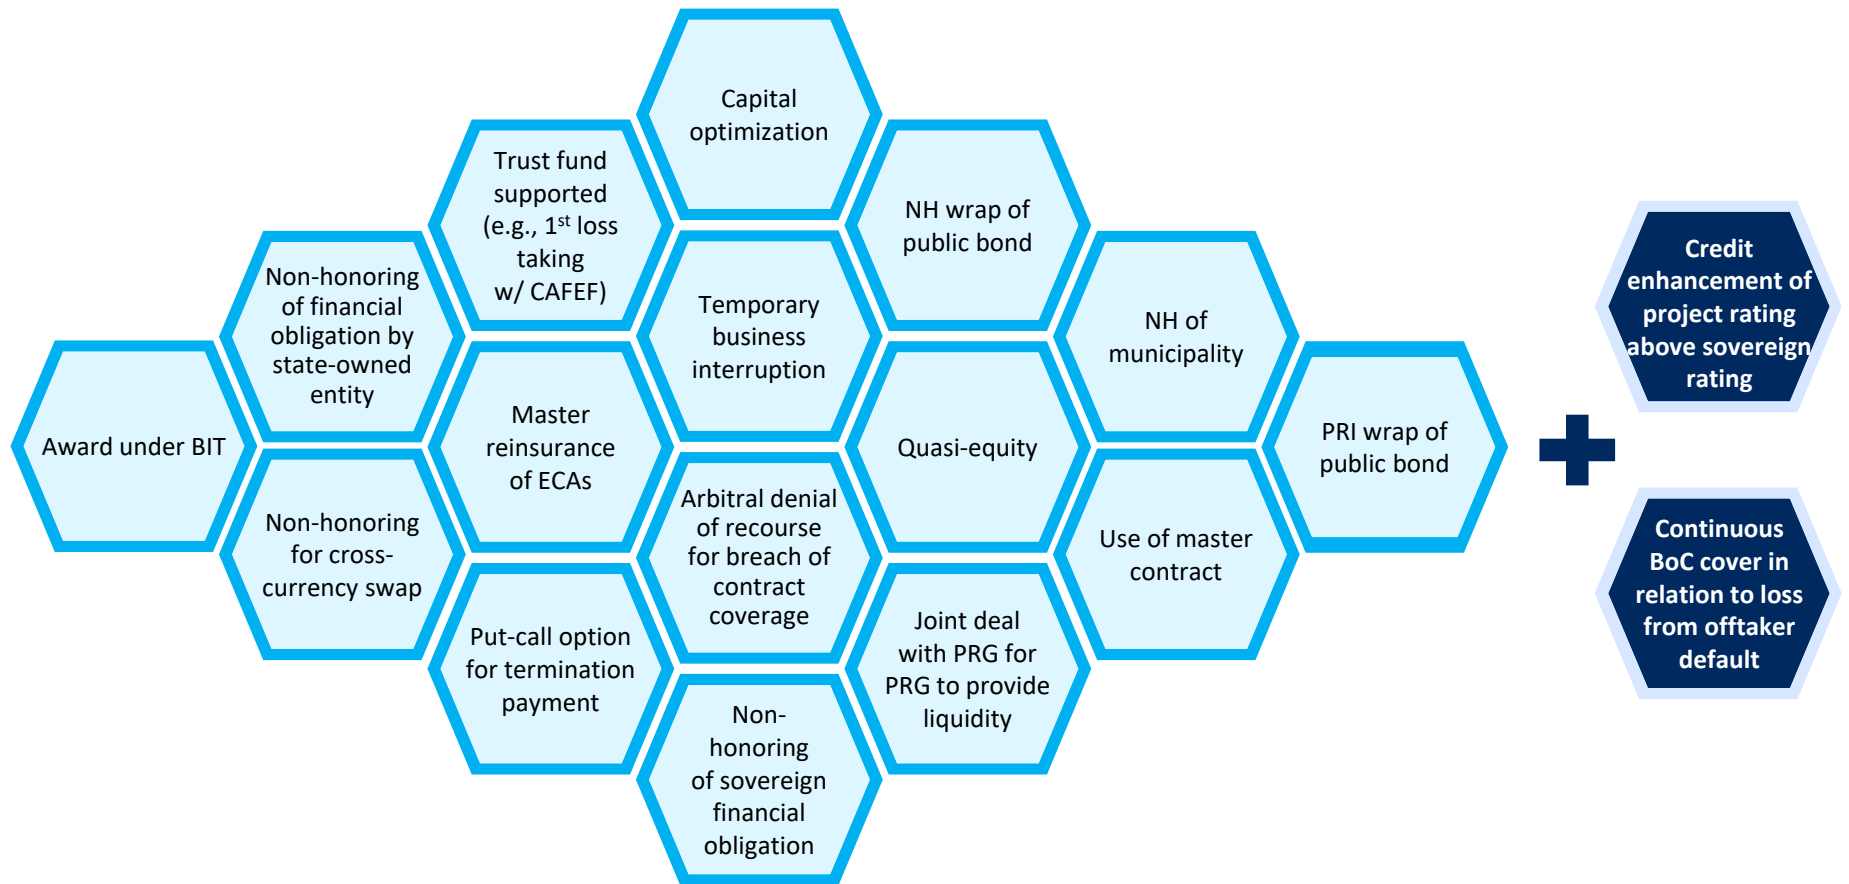 Capital
optimization
Trust fund
supported
(e.g., 1st loss
taking
w/ CAFEF)
NH wrap of
public bond
Non-honoring
of financial
obligation by
state-owned
entity
Temporary
business
interruption
NH of
municipality
Award under BIT
Master
reinsurance
of ECAs
Quasi-equity
PRI wrap of
public bond
Non-honoring
for cross-
currency swap
Arbitral denial
of recourse
for breach of
contract
coverage
Use of master
contract
Put-call option
for termination
payment
Joint deal
with PRG for
PRG to provide
liquidity
Non-
honoring
of sovereign
financial
obligation
Credit
enhancement of
project rating
above sovereign
rating
Continuous
BoC cover in
relation to loss
from offtaker
default